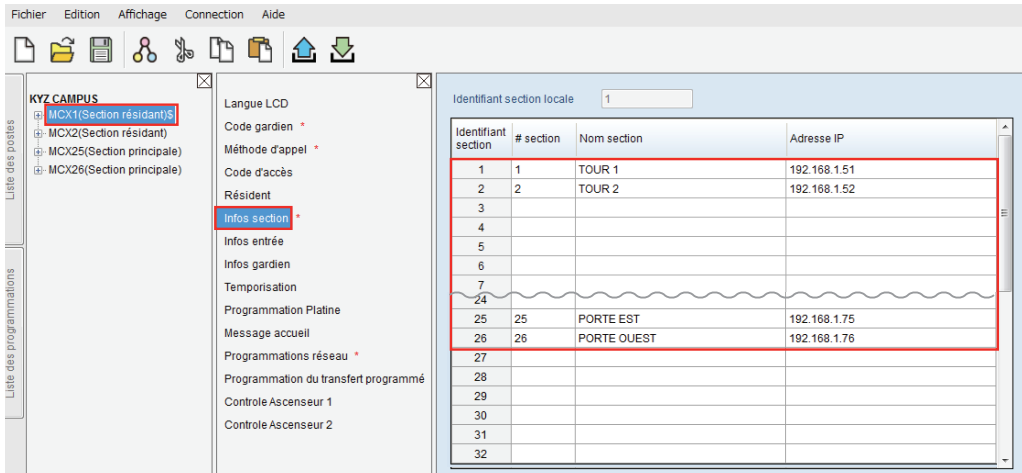 Fichier Edition Affichage Connection Aide
Liste des postes
Liste des programmations
KYZ CAMPUS
MCX1(Section résidant)$
MCX2(Section résidant)
MCX25(Section principale)
MCX26(Section principale)
Langue LCD
Code gardien *
Méthode d'appel *
Code d'accès
Résident
Infos section *
Infos entrée
Infos gardien
Temporisation
Programmation Platine
Message accueil
Programmations réseau *
Programmation du transfert programmé
Controle Ascenseur 1
Controle Ascenseur 2
Identifiant section locale 1
Identifiant section # section Nom section Adresse IP
1 1 TOUR 1 192.168.1.51
2 2 TOUR 2 192.168.1.52
3
4
5
6
7
24
25 25 PORTE EST 192.168.1.75
26 26 PORTE OUEST 192.168.1.76
27
28
29
30
31
32